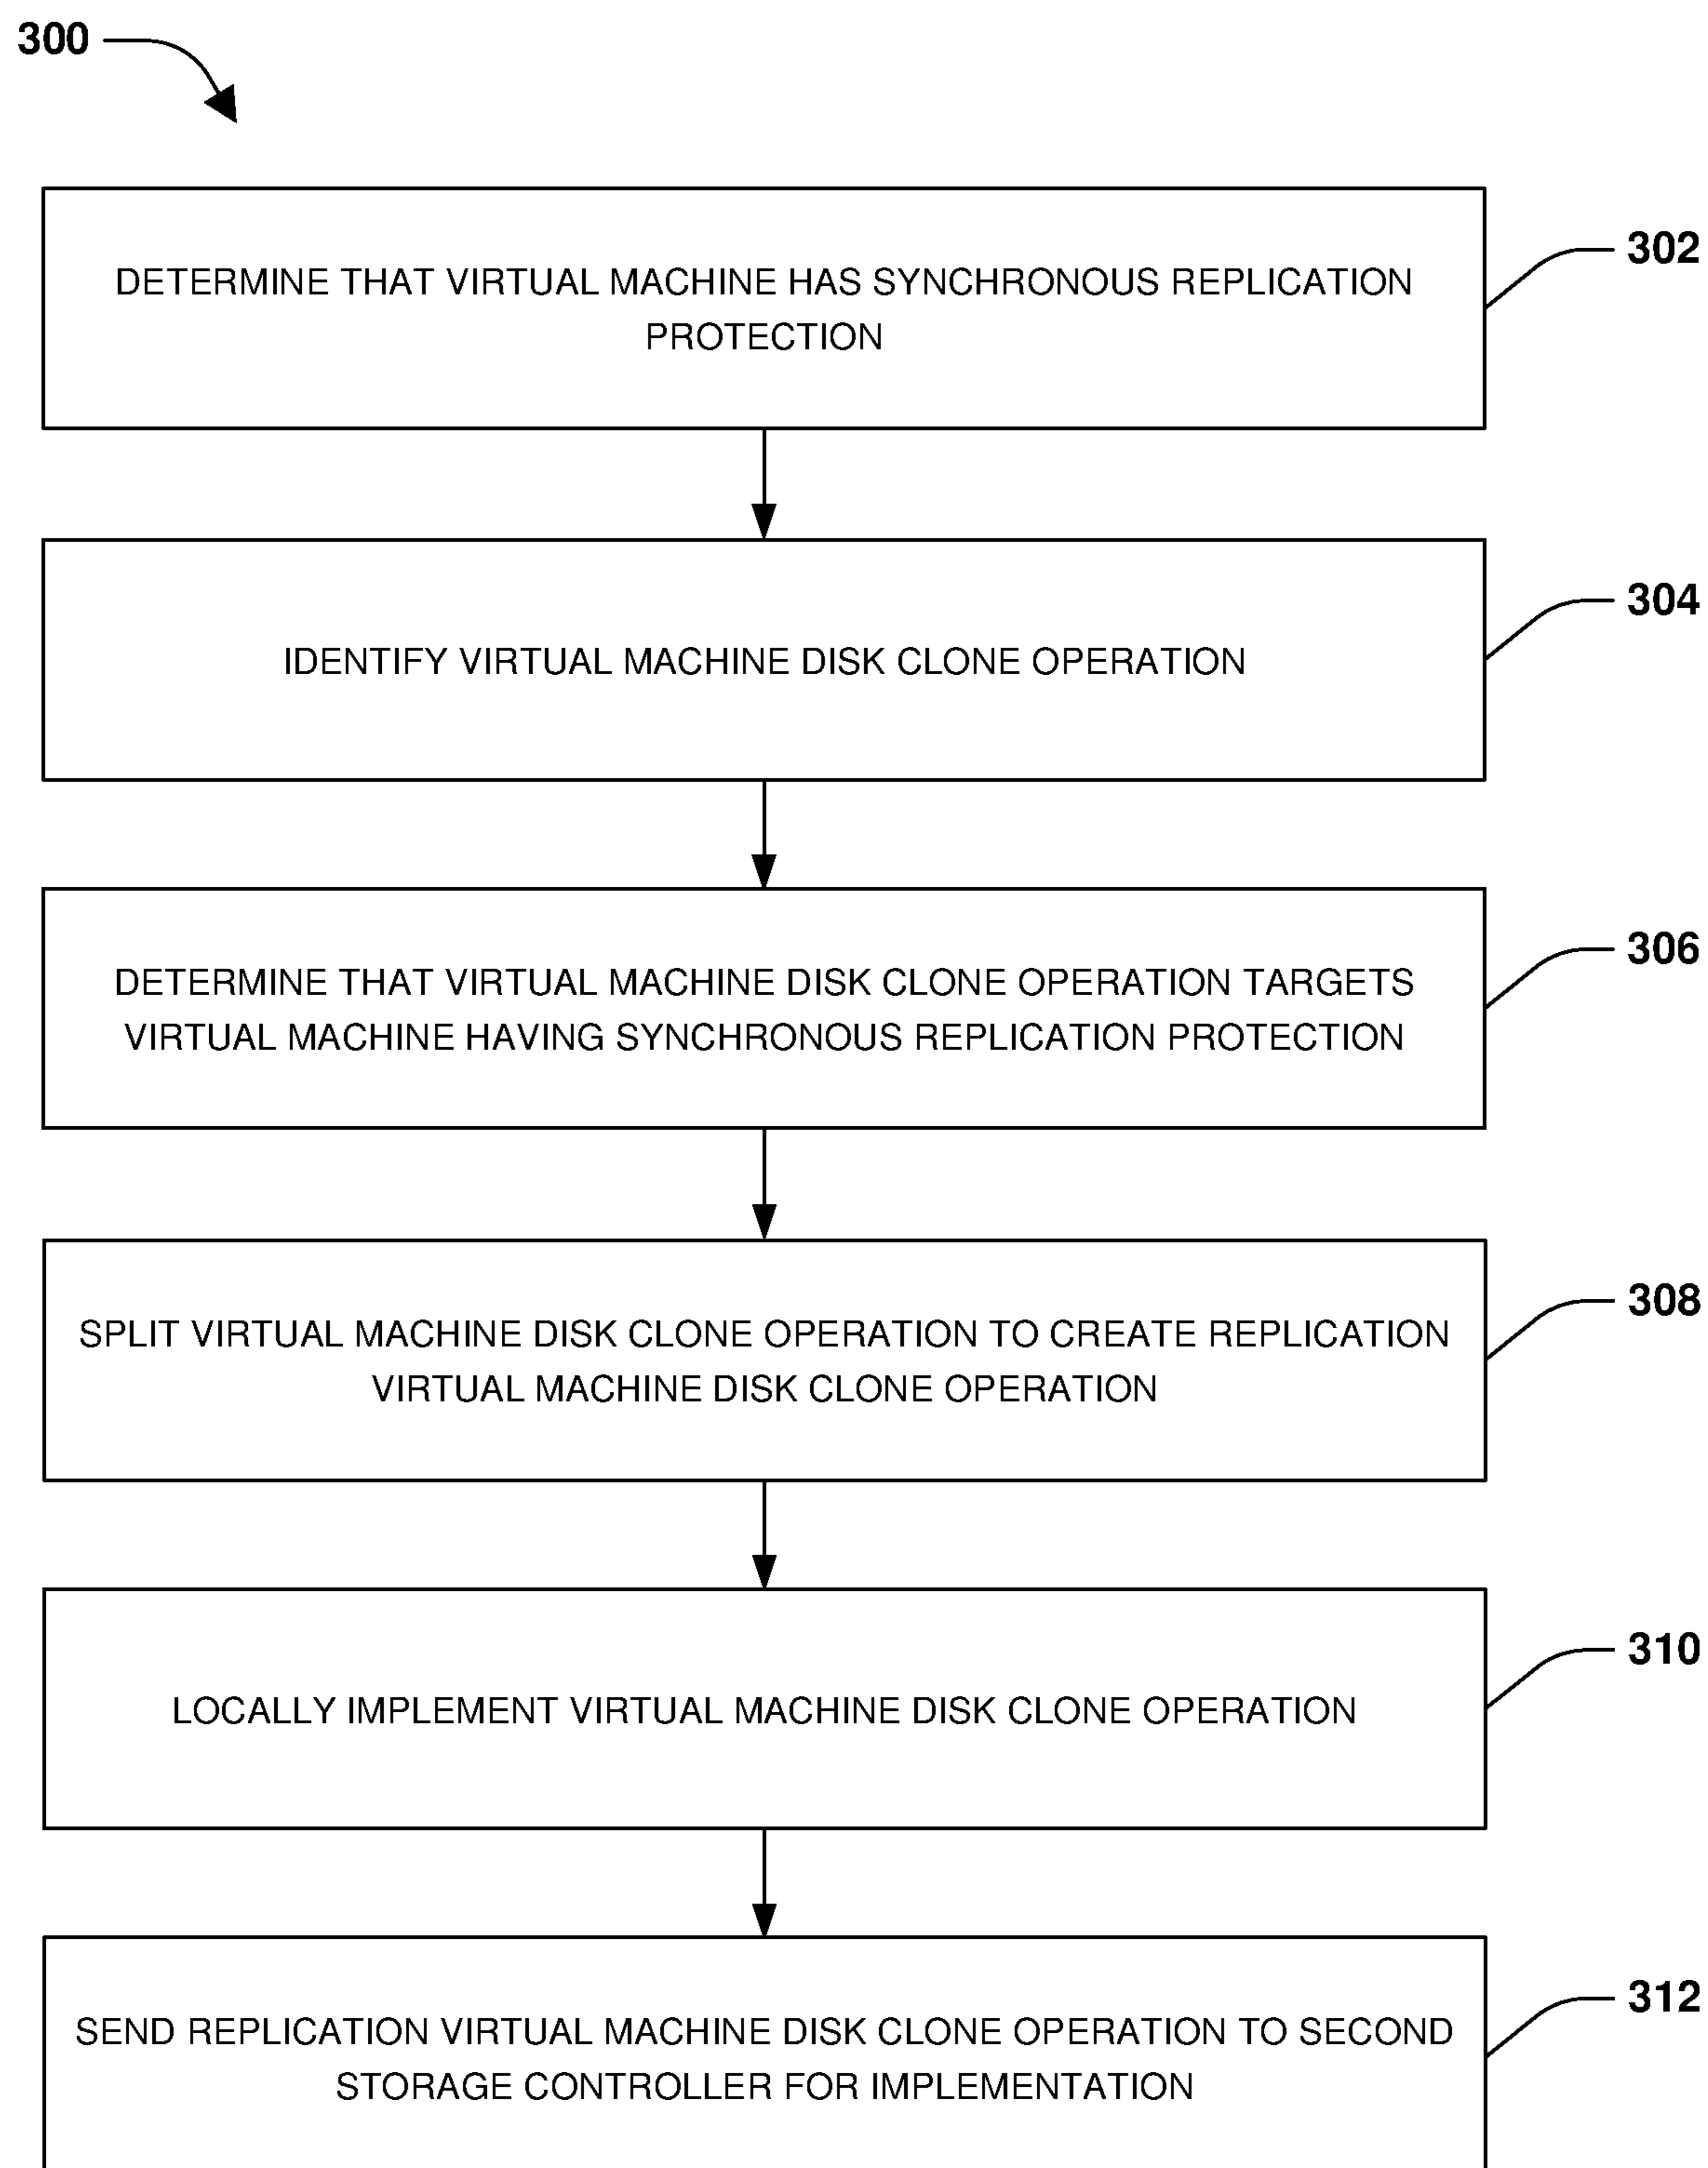 300
DETERMINE THAT VIRTUAL MACHINE HAS SYNCHRONOUS REPLICATION
PROTECTION
302
IDENTIFY VIRTUAL MACHINE DISK CLONE OPERATION
304
DETERMINE THAT VIRTUAL MACHINE DISK CLONE OPERATION TARGETS
VIRTUAL MACHINE HAVING SYNCHRONOUS REPLICATION PROTECTION
306
SPLIT VIRTUAL MACHINE DISK CLONE OPERATION TO CREATE REPLICATION
VIRTUAL MACHINE DISK CLONE OPERATION
308
LOCALLY IMPLEMENT VIRTUAL MACHINE DISK CLONE OPERATION
310
SEND REPLICATION VIRTUAL MACHINE DISK CLONE OPERATION TO SECOND
STORAGE CONTROLLER FOR IMPLEMENTATION
312